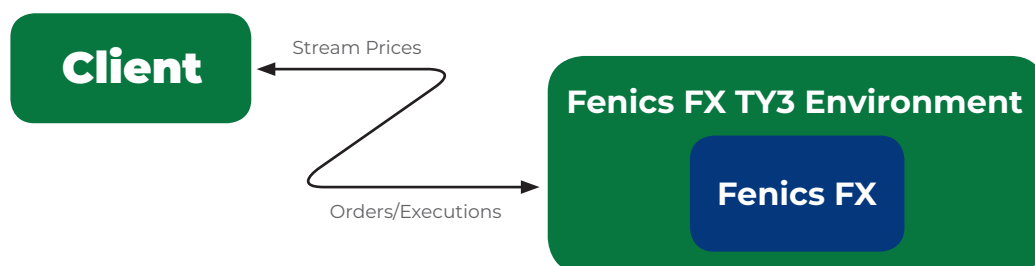 Client
Stream Prices
Fenics FX TY3 Environment
Fenics FX
Orders/Executions